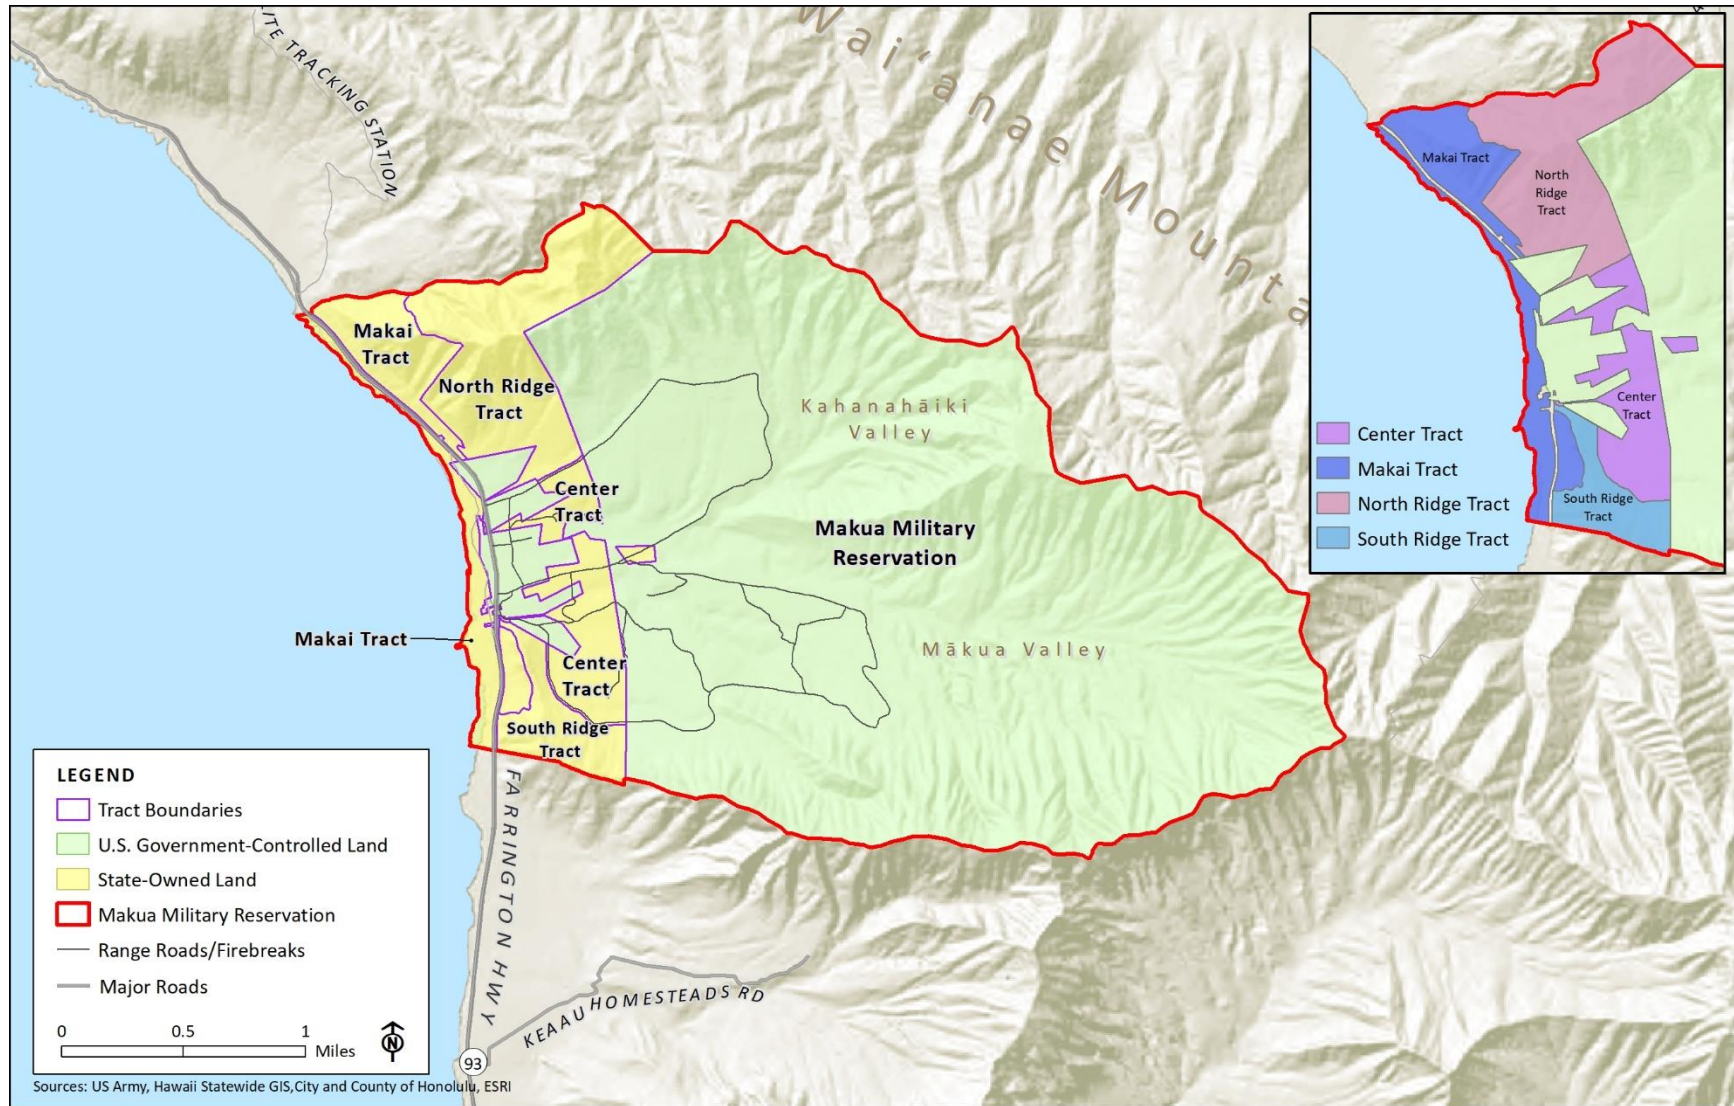 ITE TRACKING STATION
Waiʻanae Mounta
Makai
Tract
North Ridge
Tract
Kahanahāiki
Valley
Center
Tract
Makua Military
Reservation
Makai Tract
Mākua Valley
Center
Tract
South Ridge
Tract
FARRINGTON HWY
KEAAU HOMESTEADS RD
93
LEGEND
Tract Boundaries
U.S. Government-Controlled Land
State-Owned Land
Makua Military Reservation
Range Roads/Firebreaks
Major Roads
0 0.5 1
Miles
N
Sources: US Army, Hawaii Statewide GIS,City and County of Honolulu, ESRI
Makai Tract
North
Ridge
Tract
Center
Tract
South Ridge
Tract
Center Tract
Makai Tract
North Ridge Tract
South Ridge Tract